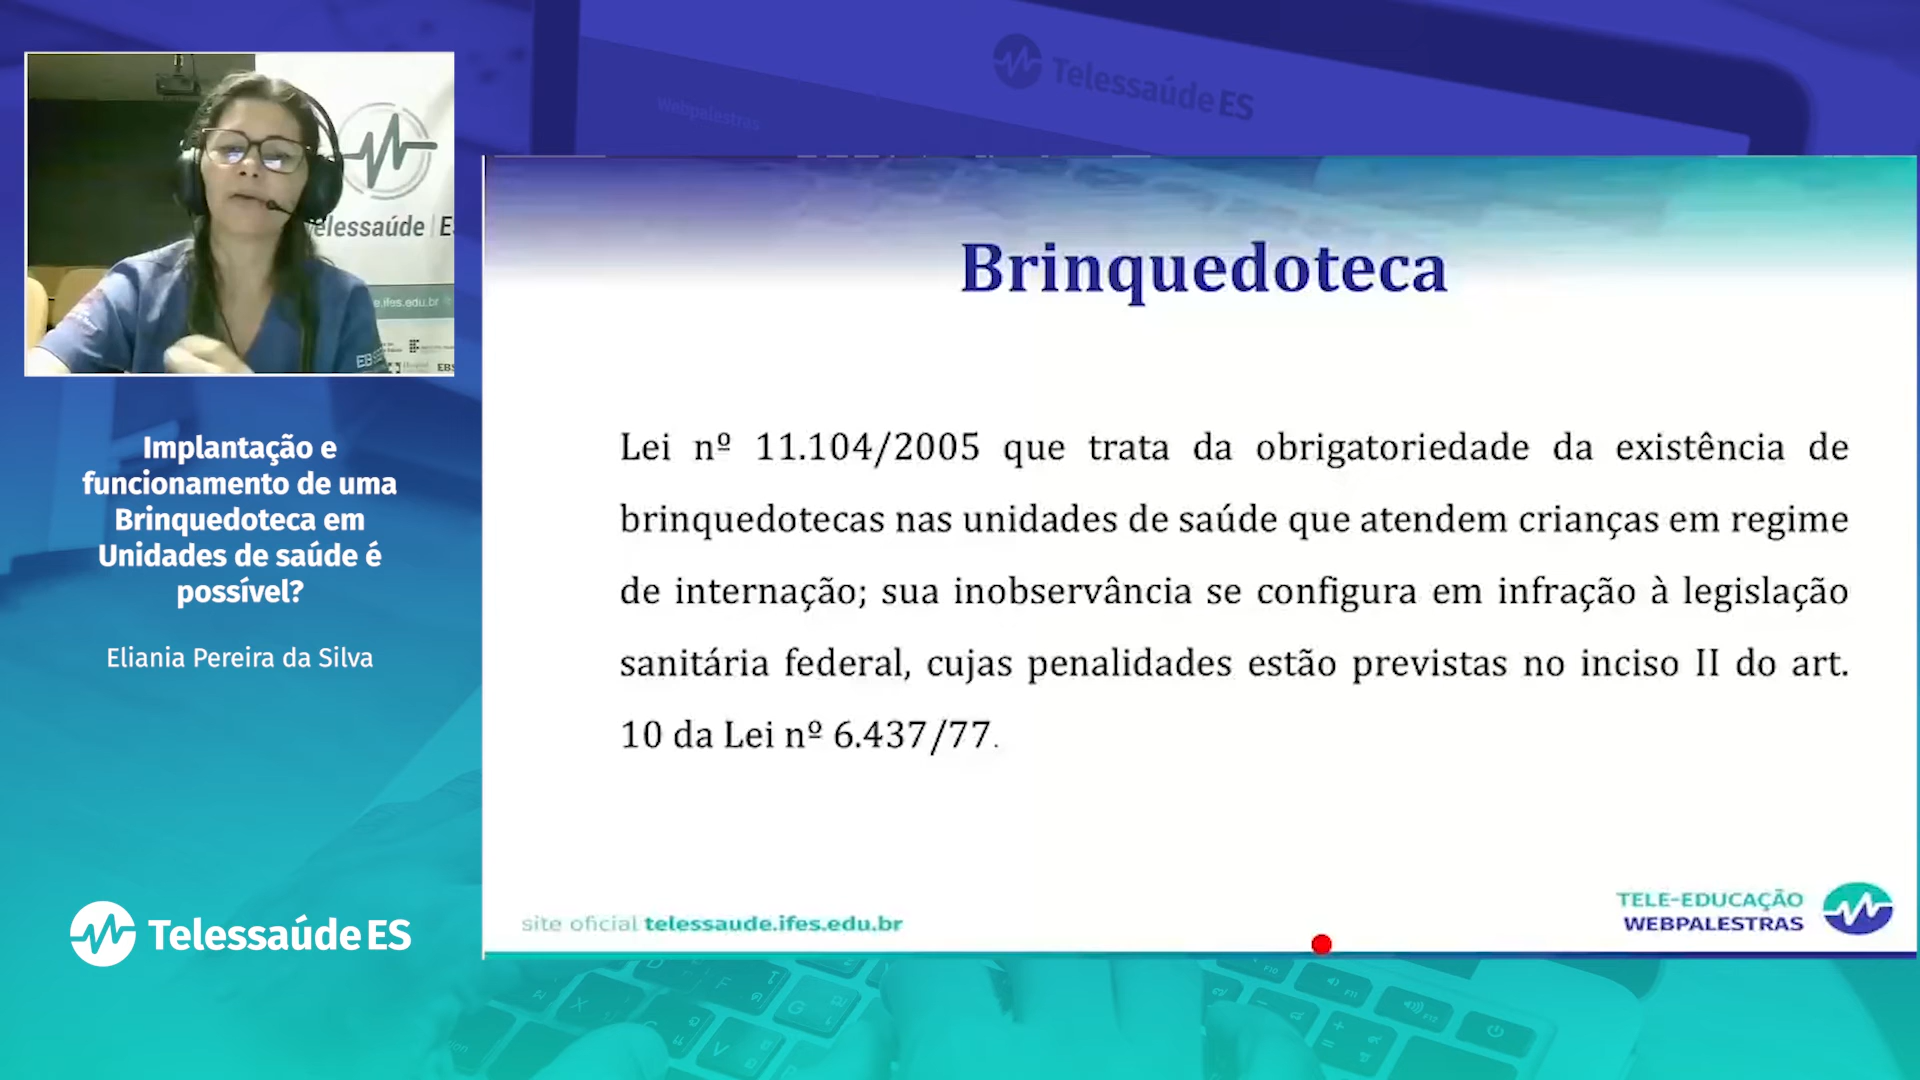 Telessaúde ES
webpalestras
elessaúde | E
e.ifes.edu.br
EBS
Implantação e
funcionamento de uma
Brinquedoteca em
Unidades de saúde é
possível?
Eliania Pereira da Silva
Telessaúde ES
Brinquedoteca
Lei nº 11.104/2005 que trata da obrigatoriedade da existência de
brinquedotecas nas unidades de saúde que atendem crianças em regime
de internação; sua inobservância se configura em infração à legislação
sanitária federal, cujas penalidades estão previstas no inciso II do art.
10 da Lei nº 6.437/77.
site oficial telessaude.ifes.edu.br
TELE-EDUCAÇÃO
WEBPALESTRAS